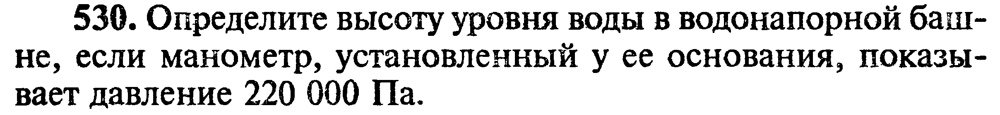 530. Определите высоту уровня воды в водонапорной баш-
не, если манометр, установленный у ее основания, показы-
вает давление 220 000 Па.